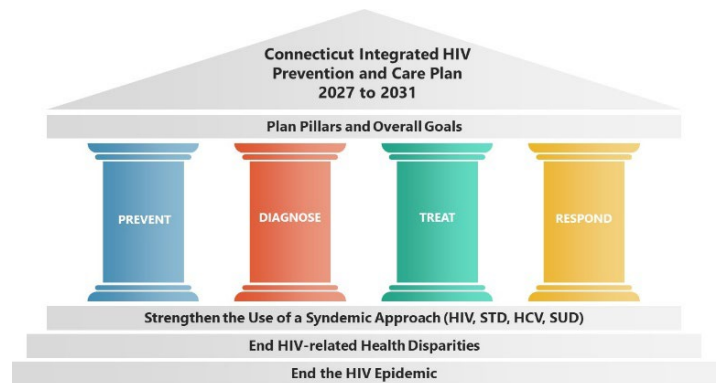 Connecticut Integrated HIV
Prevention and Care Plan
2027 to 2031
Plan Pillars and Overall Goals
PREVENT
DIAGNOSE
TREAT
RESPOND
Strengthen the Use of a Syndemic Approach (HIV, STD, HCV, SUD)
End HIV-related Health Disparities
End the HIV Epidemic